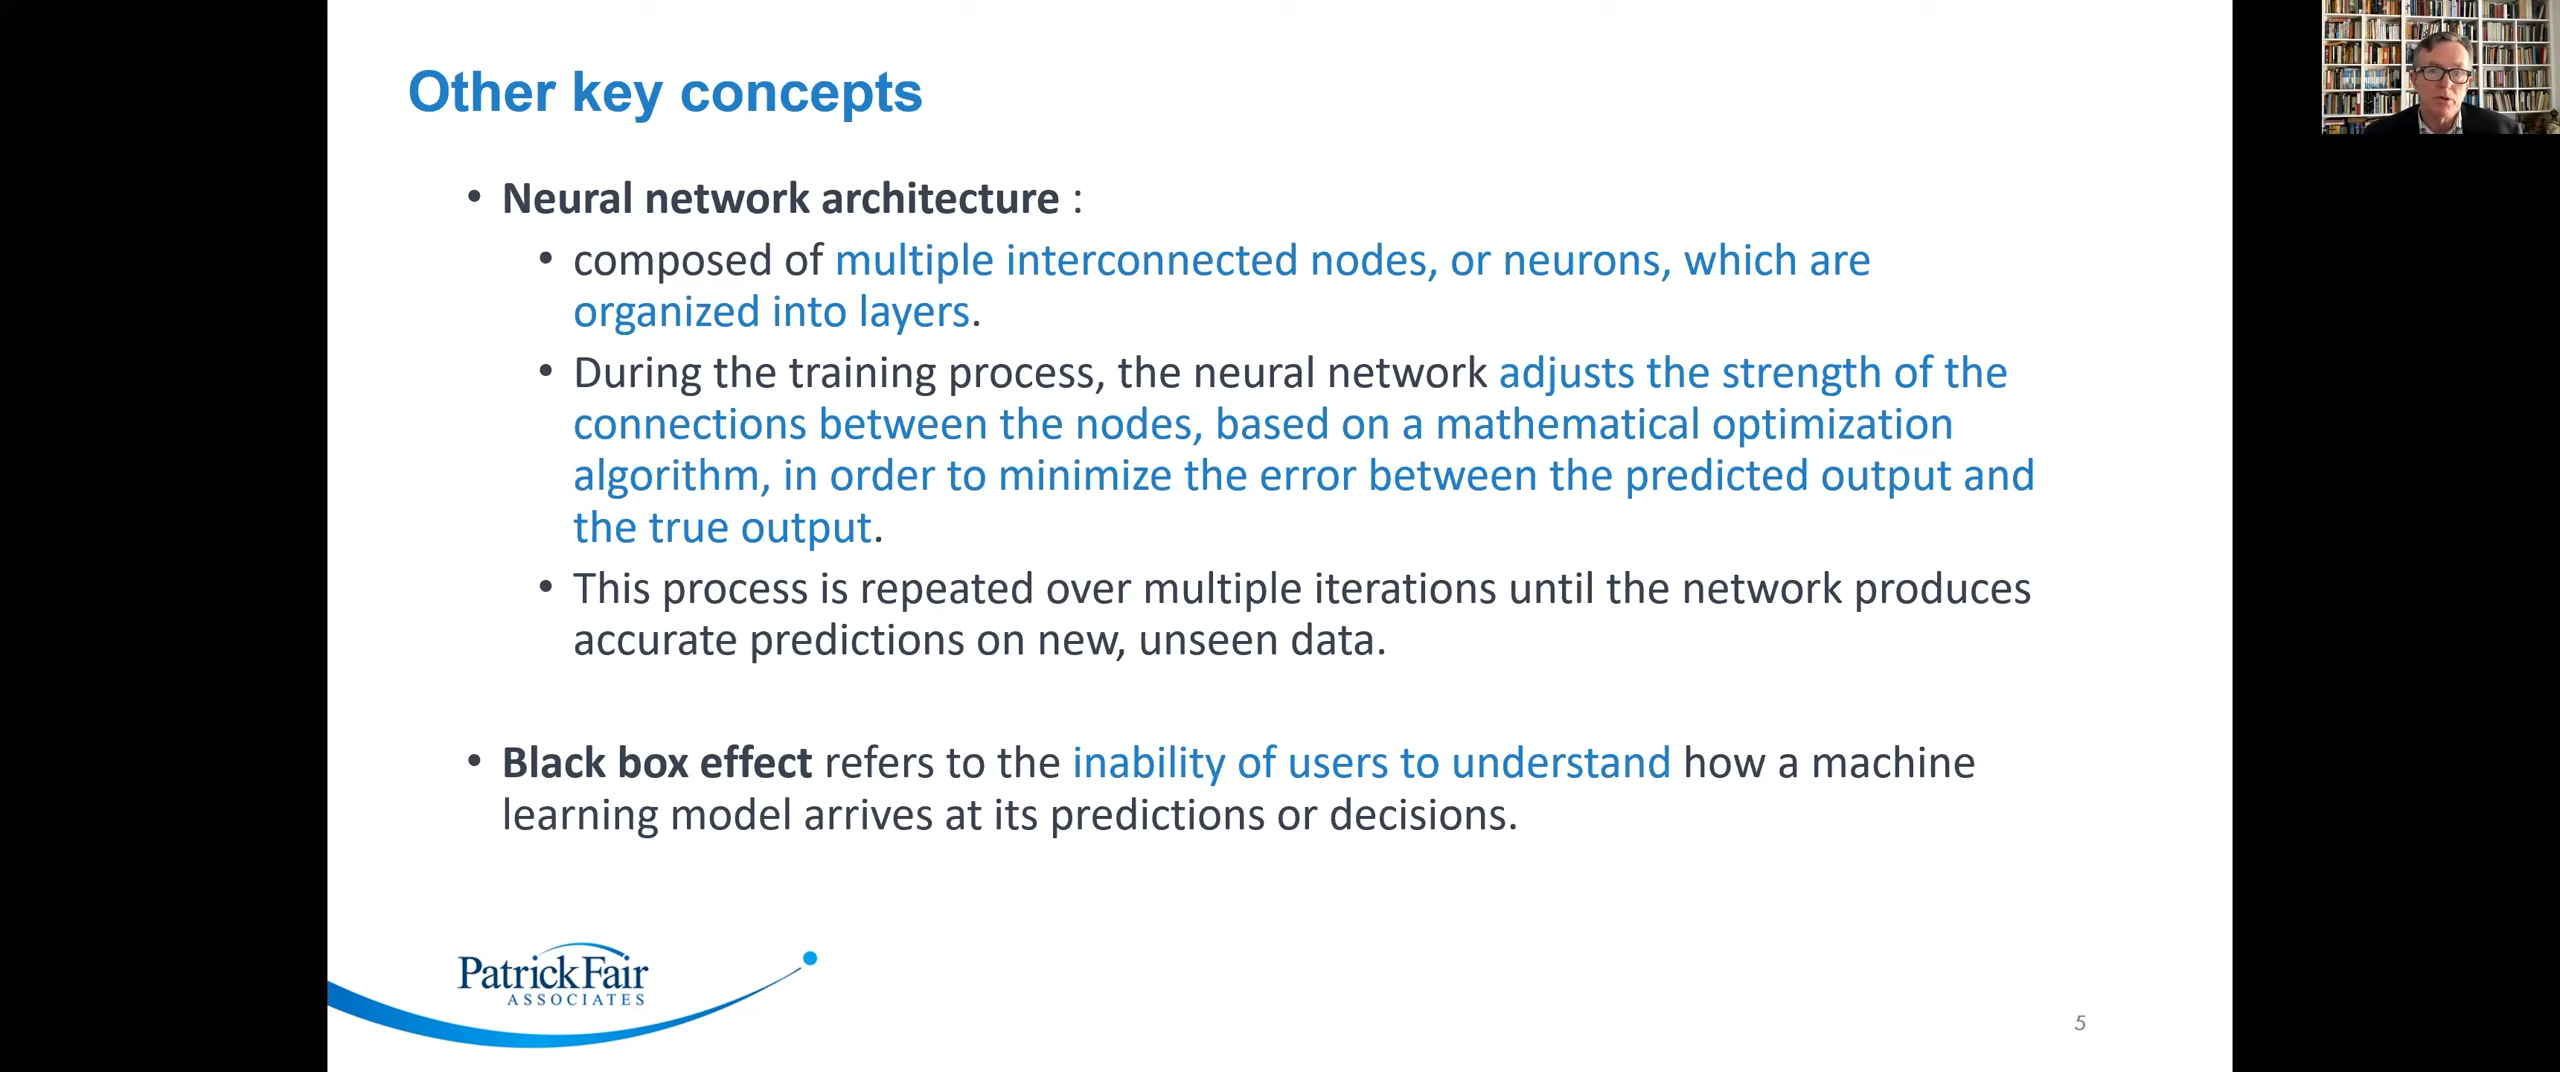 Other key concepts
• Neural network architecture :
• composed of multiple interconnected nodes, or neurons, which are
organized into layers.
• During the training process, the neural network adjusts the strength of the
connections between the nodes, based on a mathematical optimization
algorithm, in order to minimize the error between the predicted output and
the true output.
• This process is repeated over multiple iterations until the network produces
accurate predictions on new, unseen data.
• Black box effect refers to the inability of users to understand how a machine
learning model arrives at its predictions or decisions.
Patrick Fair
ASSOCIATES
5